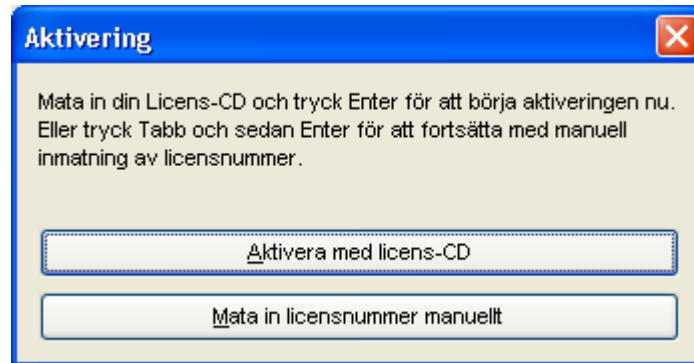 Aktivering
Mata in din Licens-CD och tryck Enter för att börja aktiveringen nu.
Eller tryck Tabb och sedan Enter för att fortsätta med manuell
inmatning av licensnummer.
Aktivera med licens-CD
Mata in licensnummer manuellt